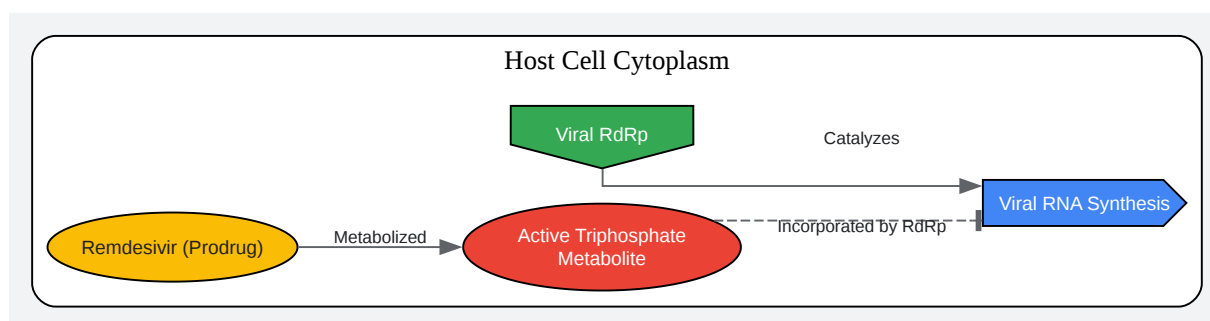 Host Cell Cytoplasm
Viral RdRp
Catalyzes
Viral RNA Synthesis
Incorporated by RdRp
Remdesivir (Prodrug)
Metabolized
Active Triphosphate
Metabolite